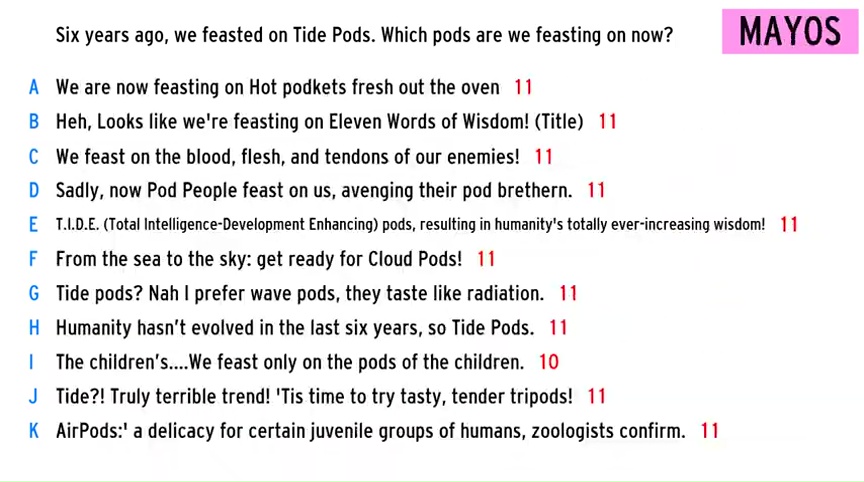 Six years ago, we feasted on Tide Pods. Which pods are we feasting on now?
MAYOS
A We are now feasting on Hot podkets fresh out the oven 11
B Heh, Looks like we're feasting on Eleven Words of Wisdom! (Title) 11
C We feast on the blood, flesh, and tendons of our enemies! 11
D Sadly, now Pod People feast on us, avenging their pod brethern. 11
E T.I.D.E. (Total Intelligence-Development Enhancing) pods, resulting in humanity's totally ever-increasing wisdom! 11
F From the sea to the sky: get ready for Cloud Pods! 11
G Tide pods? Nah I prefer wave pods, they taste like radiation. 11
H Humanity hasn’t evolved in the last six years, so Tide Pods. 11
I The children’s....We feast only on the pods of the children. 10
J Tide?! Truly terrible trend! 'Tis time to try tasty, tender tripods! 11
K AirPods:' a delicacy for certain juvenile groups of humans, zoologists confirm. 11